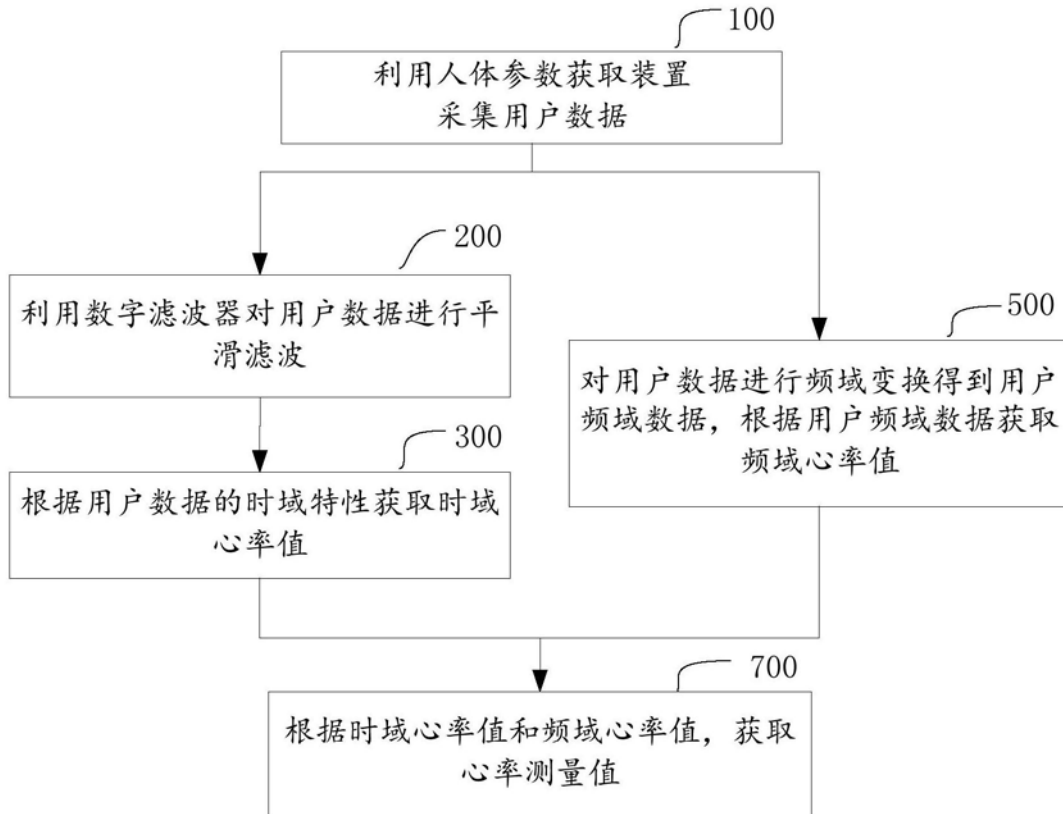 100
利用人体参数获取装置
采集用户数据
200
利用数字滤波器对用户数据进行平
滑滤波
300
根据用户数据的时域特性获取时域
心率值
500
对用户数据进行频域变换得到用户
频域数据，根据用户频域数据获取
频域心率值
700
根据时域心率值和频域心率值，获取
心率测量值